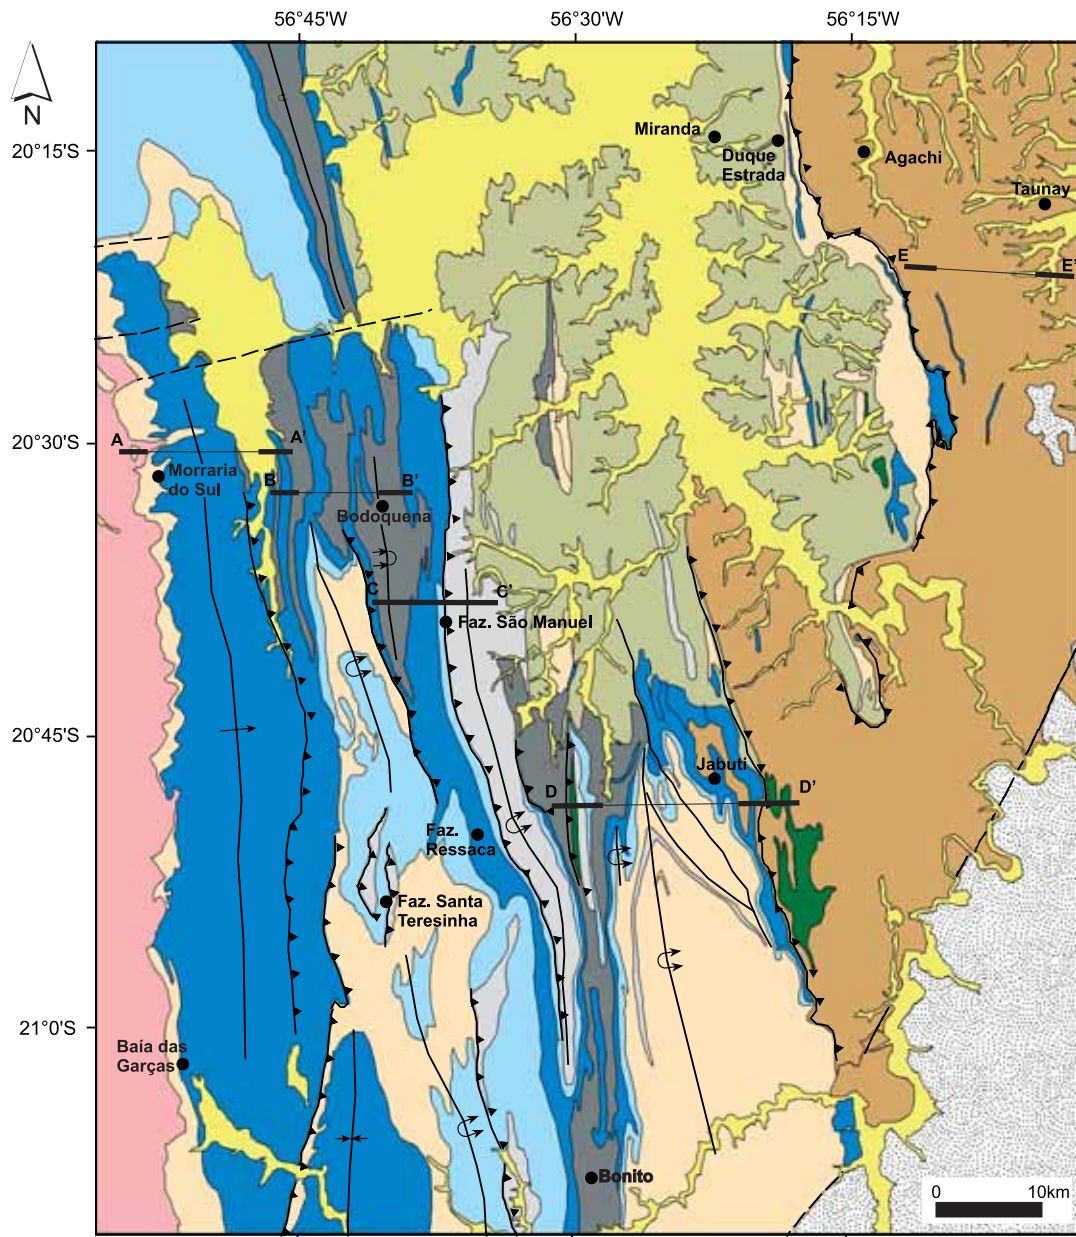 56°45'W
56°30'W
56°15'W
N
20°15'S
Miranda
Duque
Estrada
Agachi
Taunay
E
E'
20°30'S
A
A'
Morraria
do Sul
B
B'
Bodoquena
C
C'
Faz. São Manuel
20°45'S
Jabuti
D
D'
Faz.
Ressaca
Faz. Santa
Teresinha
21°0'S
Baía das
Garças
Bonito
0
10km